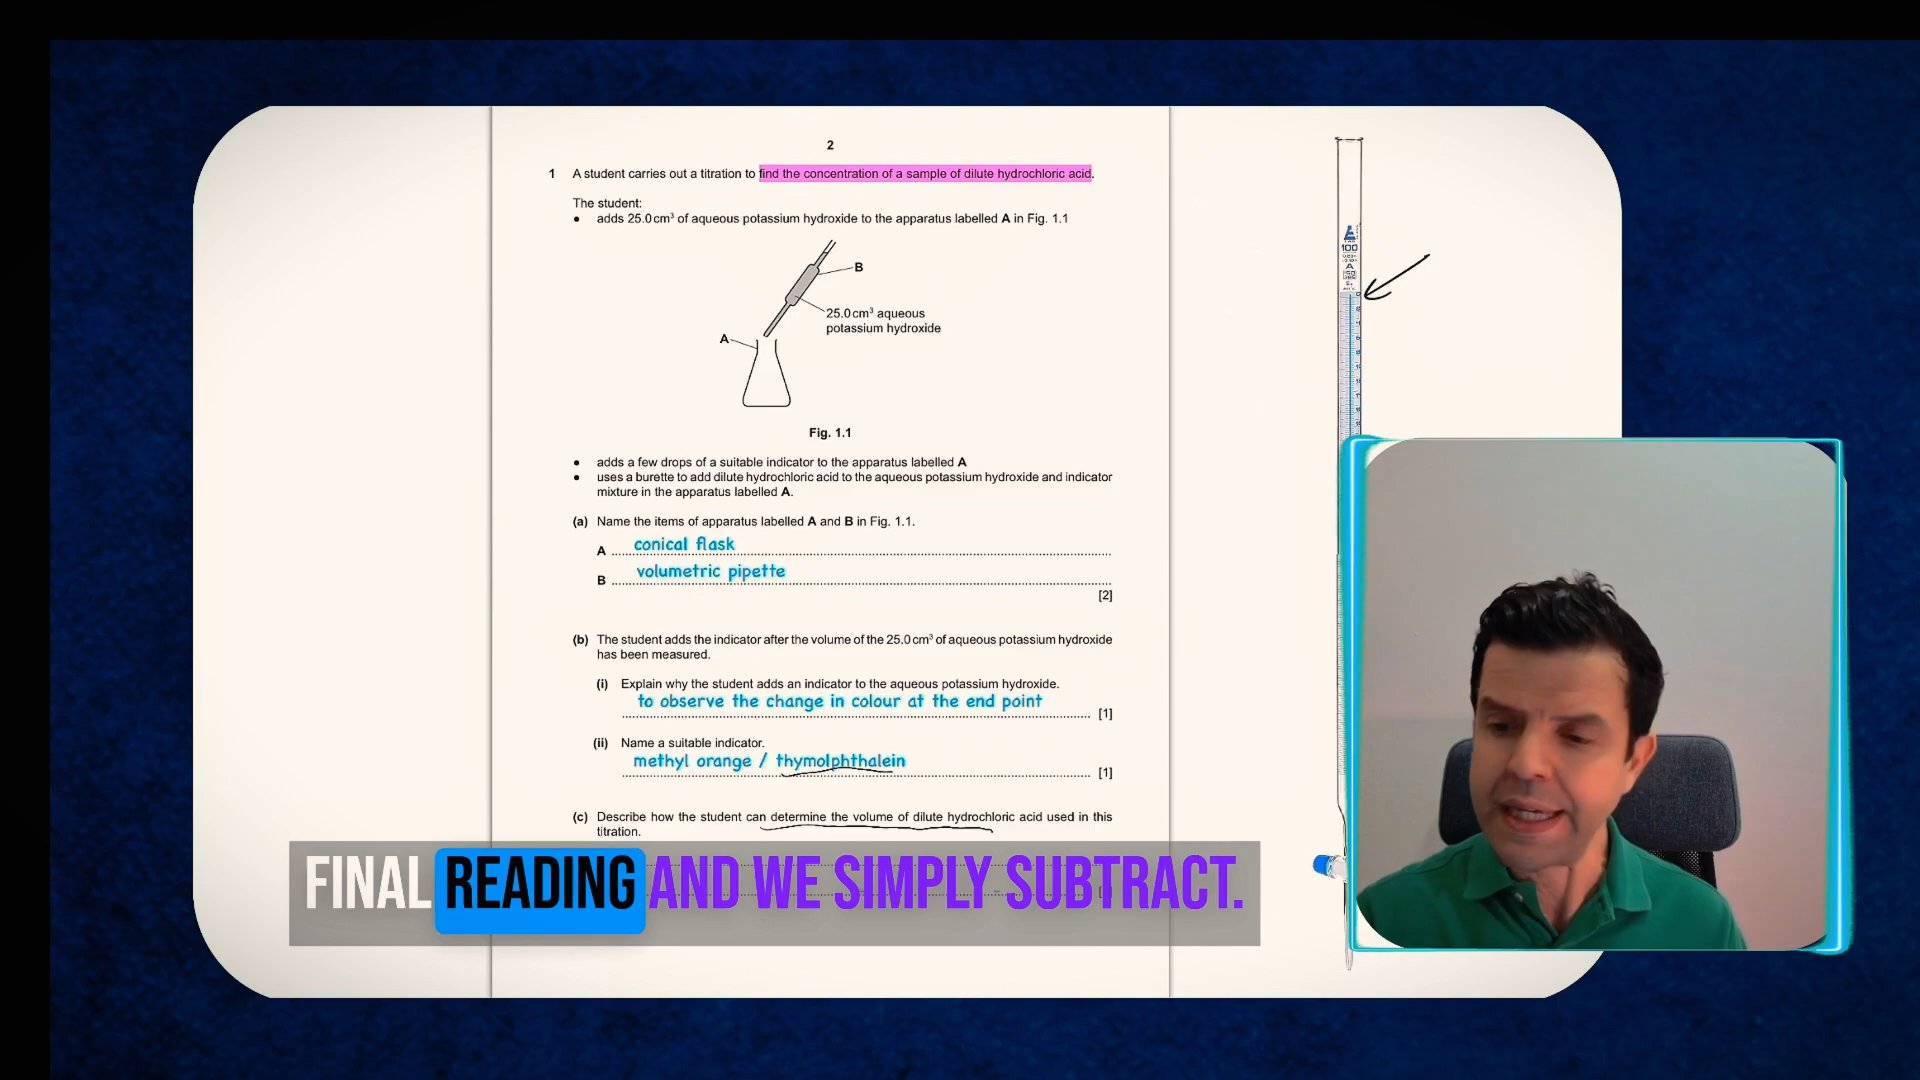 2
1 A student carries out a titration to find the concentration of a sample of dilute hydrochloric acid.
The student:
• adds 25.0 cm³ of aqueous potassium hydroxide to the apparatus labelled A in Fig. 1.1
B
25.0 cm³ aqueous
potassium hydroxide
A
Fig. 1.1
• adds a few drops of a suitable indicator to the apparatus labelled A
• uses a burette to add dilute hydrochloric acid to the aqueous potassium hydroxide and indicator
mixture in the apparatus labelled A.
(a) Name the items of apparatus labelled A and B in Fig. 1.1.
A conical flask
B volumetric pipette
[2]
(b) The student adds the indicator after the volume of the 25.0 cm³ of aqueous potassium hydroxide
has been measured.
(i) Explain why the student adds an indicator to the aqueous potassium hydroxide.
to observe the change in colour at the end point
[1]
(ii) Name a suitable indicator.
methyl orange / thymolphthalein
[1]
(c) Describe how the student can determine the volume of dilute hydrochloric acid used in this
titration.
FINAL READING AND WE SIMPLY SUBTRACT.
100
A